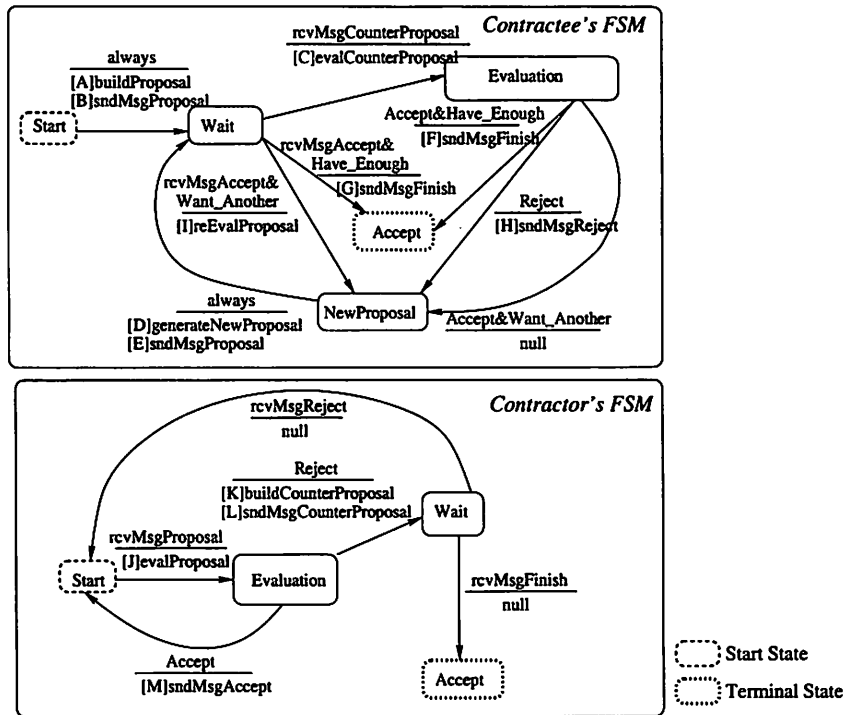 Contractee's FSM
rcvMsgCounterProposal
[C]evalCounterProposal
always
[A]buildProposal
[B]sndMsgProposal
Evaluation
Start
Wait
Accept&Have_Enough
[F]sndMsgFinish
rcvMsgAccept&
Have_Enough
[G]sndMsgFinish
rcvMsgAccept&
Want_Another
[I]reEvalProposal
Accept
Reject
[H]sndMsgReject
always
[D]generateNewProposal
[E]sndMsgProposal
NewProposal
Accept&Want_Another
null
Contractor's FSM
rcvMsgReject
null
Reject
[K]buildCounterProposal
[L]sndMsgCounterProposal
Wait
rcvMsgProposal
[J]evalProposal
Start
Evaluation
rcvMsgFinish
null
Accept
[M]sndMsgAccept
Accept
Start State
Terminal State